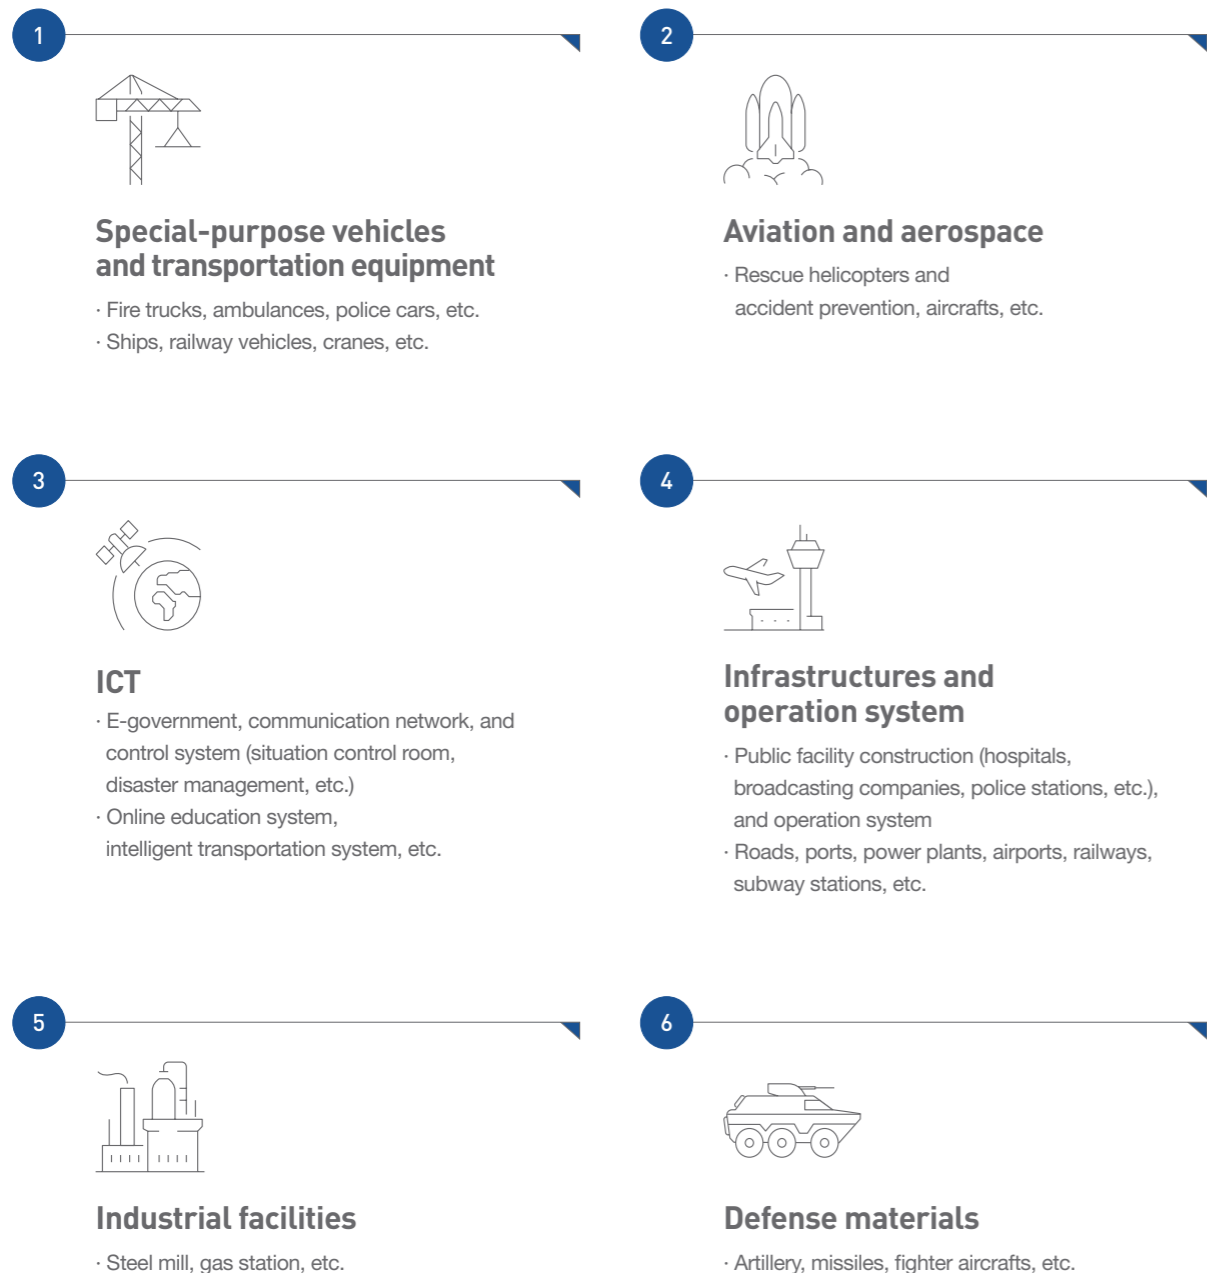 1
Special-purpose vehicles
and transportation equipment
· Fire trucks, ambulances, police cars, etc.
· Ships, railway vehicles, cranes, etc.
2
Aviation and aerospace
· Rescue helicopters and
accident prevention, aircrafts, etc.
3
ICT
· E-government, communication network, and
control system (situation control room,
disaster management, etc.)
· Online education system,
intelligent transportation system, etc.
4
Infrastructures and
operation system
· Public facility construction (hospitals,
broadcasting companies, police stations, etc.),
and operation system
· Roads, ports, power plants, airports, railways,
subway stations, etc.
5
Industrial facilities
· Steel mill, gas station, etc.
6
Defense materials
· Artillery, missiles, fighter aircrafts, etc.